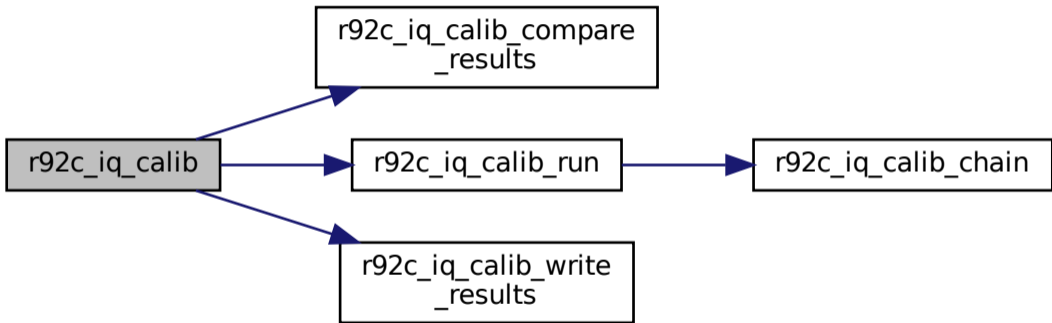 r92c_iq_calib_compare
_results
r92c_iq_calib
r92c_iq_calib_run
r92c_iq_calib_chain
r92c_iq_calib_write
_results